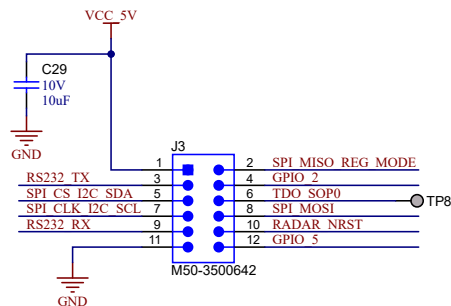 VCC_5V
C29
10V
10uF
GND
J3
1 2 SPI_MISO_REG_MODE
RS232_TX 3 4 GPIO_2
SPI_CS_I2C_SDA 5 6 TDO_SOP0 TP8
SPI_CLK_I2C_SCL 7 8 SPI_MOSI
RS232_RX 9 10 RADAR_NRST
11 12 GPIO_5
M50-3500642
GND